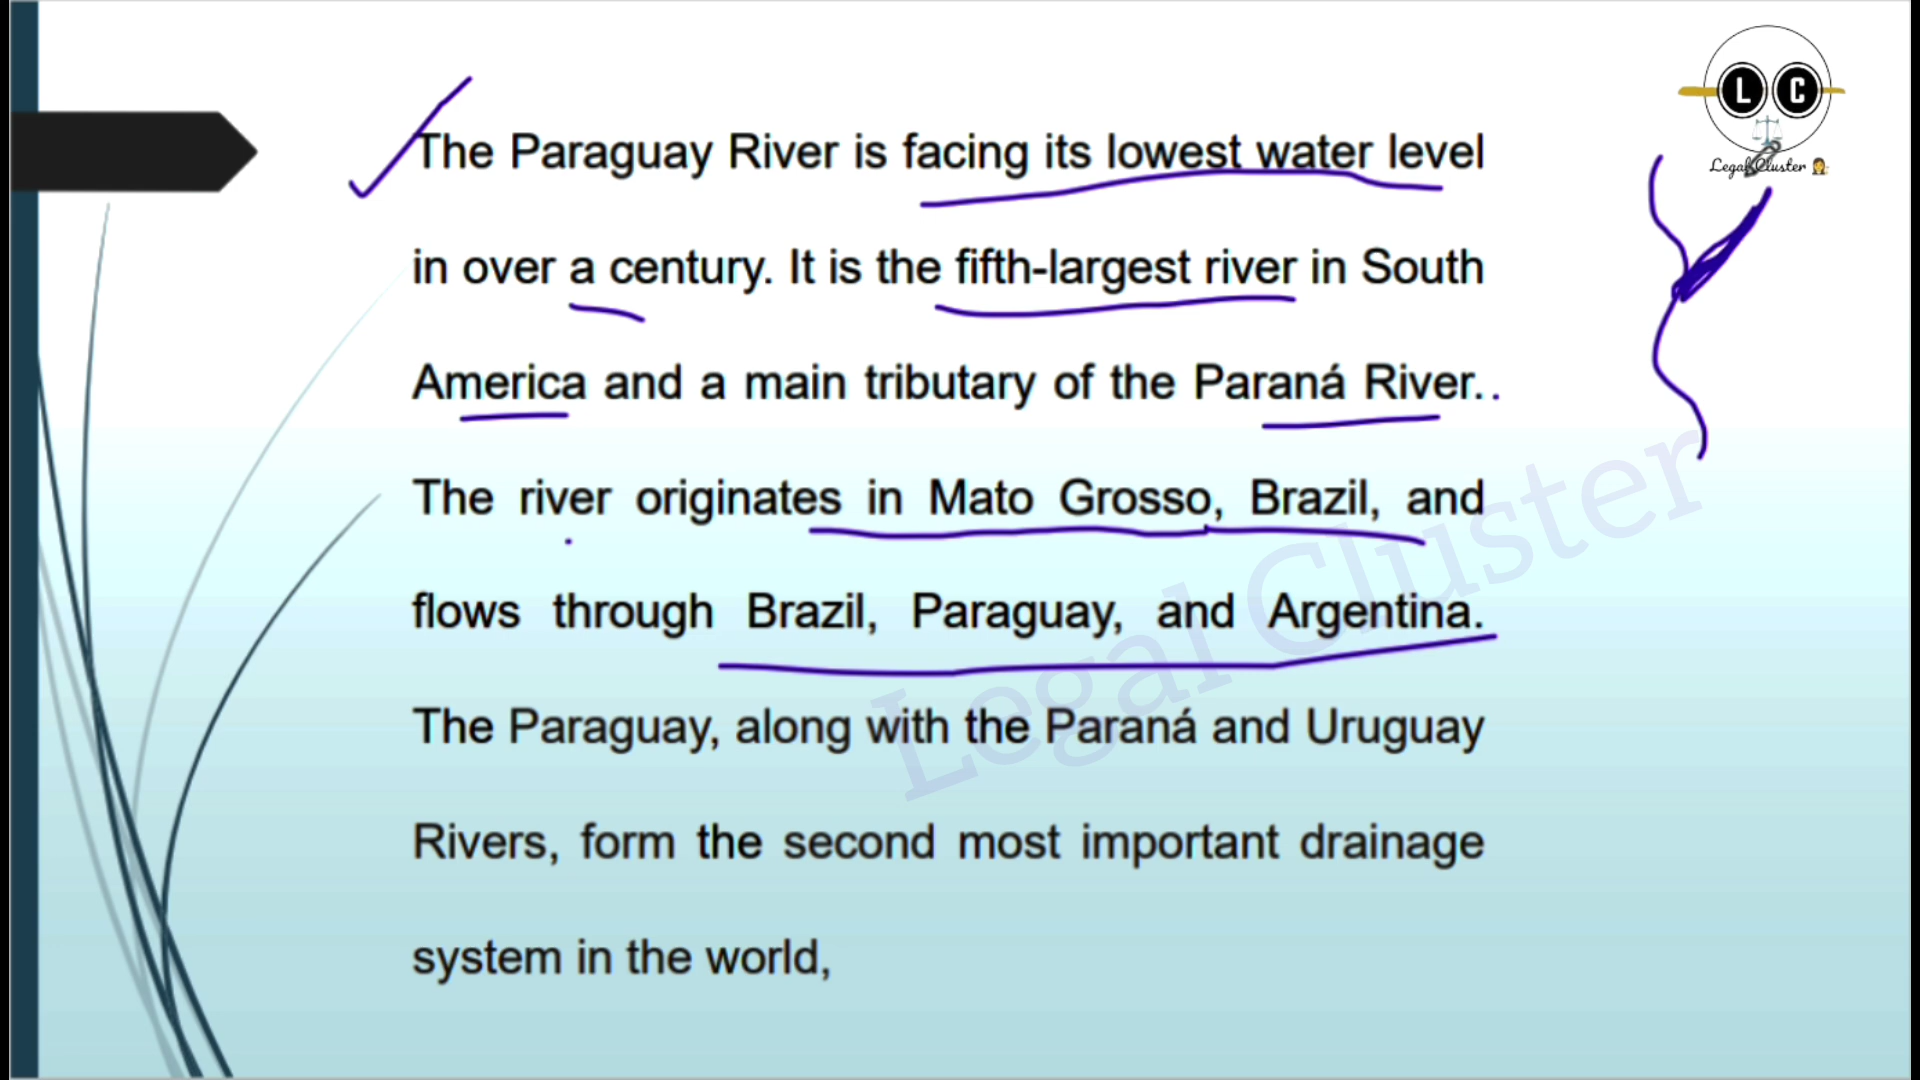 L C
Legal Cluster
The Paraguay River is facing its lowest water level
in over a century. It is the fifth-largest river in South
America and a main tributary of the Paraná River..
The river originates in Mato Grosso, Brazil, and
flows through Brazil, Paraguay, and Argentina.
The Paraguay, along with the Paraná and Uruguay
Rivers, form the second most important drainage
system in the world,
Legal Cluster